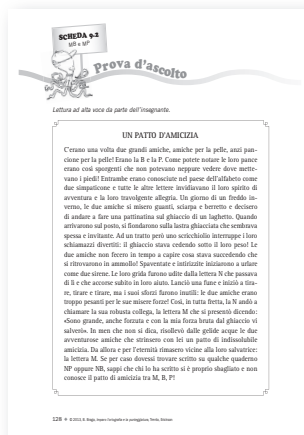 SCHEDA 9.2
MB e MP
Prova d'ascolto
Lettura ad alta voce da parte dell'insegnante.
UN PATTO D'AMICIZIA
C'erano una volta due grandi amiche, amiche per la pelle, anzi pan-
cione per la pelle! Erano la B e la P. Come potete notare le loro pance
erano così sporgenti che non potevano neppure vedere dove mette-
vano i piedi! Entrambe erano conosciute nel paese dell'alfabeto come
due simpaticone e tutte le altre lettere invidiavano il loro spirito di
avventura e la loro travolgente allegria. Un giorno di un freddo in-
verno, le due amiche si misero guanti, sciarpa e berretto e decisero
di andare a fare una pattinatina sul ghiaccio di un laghetto. Quando
arrivarono sul posto, si fiondarono sulla lastra ghiacciata che sembrava
spessa e invitante. Ad un tratto però uno scricchiolio interruppe i loro
schiamazzi divertiti: il ghiaccio stava cedendo sotto il loro peso! Le
due amiche non fecero in tempo a capire cosa stava succedendo che
si ritrovarono in ammollo! Spaventate e intirizzite iniziarono a urlare
come due sirene. Le loro grida furono udite dalla lettera N che passava
di lì e che accorse subito in loro aiuto. Lanciò una fune e iniziò a tira-
re, tirare e tirare, ma i suoi sforzi furono inutili: le due amiche erano
troppo pesanti per le sue misere forze! Così, in tutta fretta, la N andò a
chiamare la sua robusta collega, la lettera M che si presentò dicendo:
«Sono grande, anche forzuta e con la mia forza bruta dal ghiaccio vi
salverò». In men che non si dica, risollevò dalle gelide acque le due
avventurose amiche che strinsero con lei un patto di indissolubile
amicizia. Da allora e per l'eternità rimasero vicine alla loro salvatrice:
la lettera M. Se per caso dovessi trovare scritto su qualche quaderno
NP oppure NB, sappi che chi lo ha scritto si è proprio sbagliato e non
conosce il patto di amicizia tra M, B, P!
128